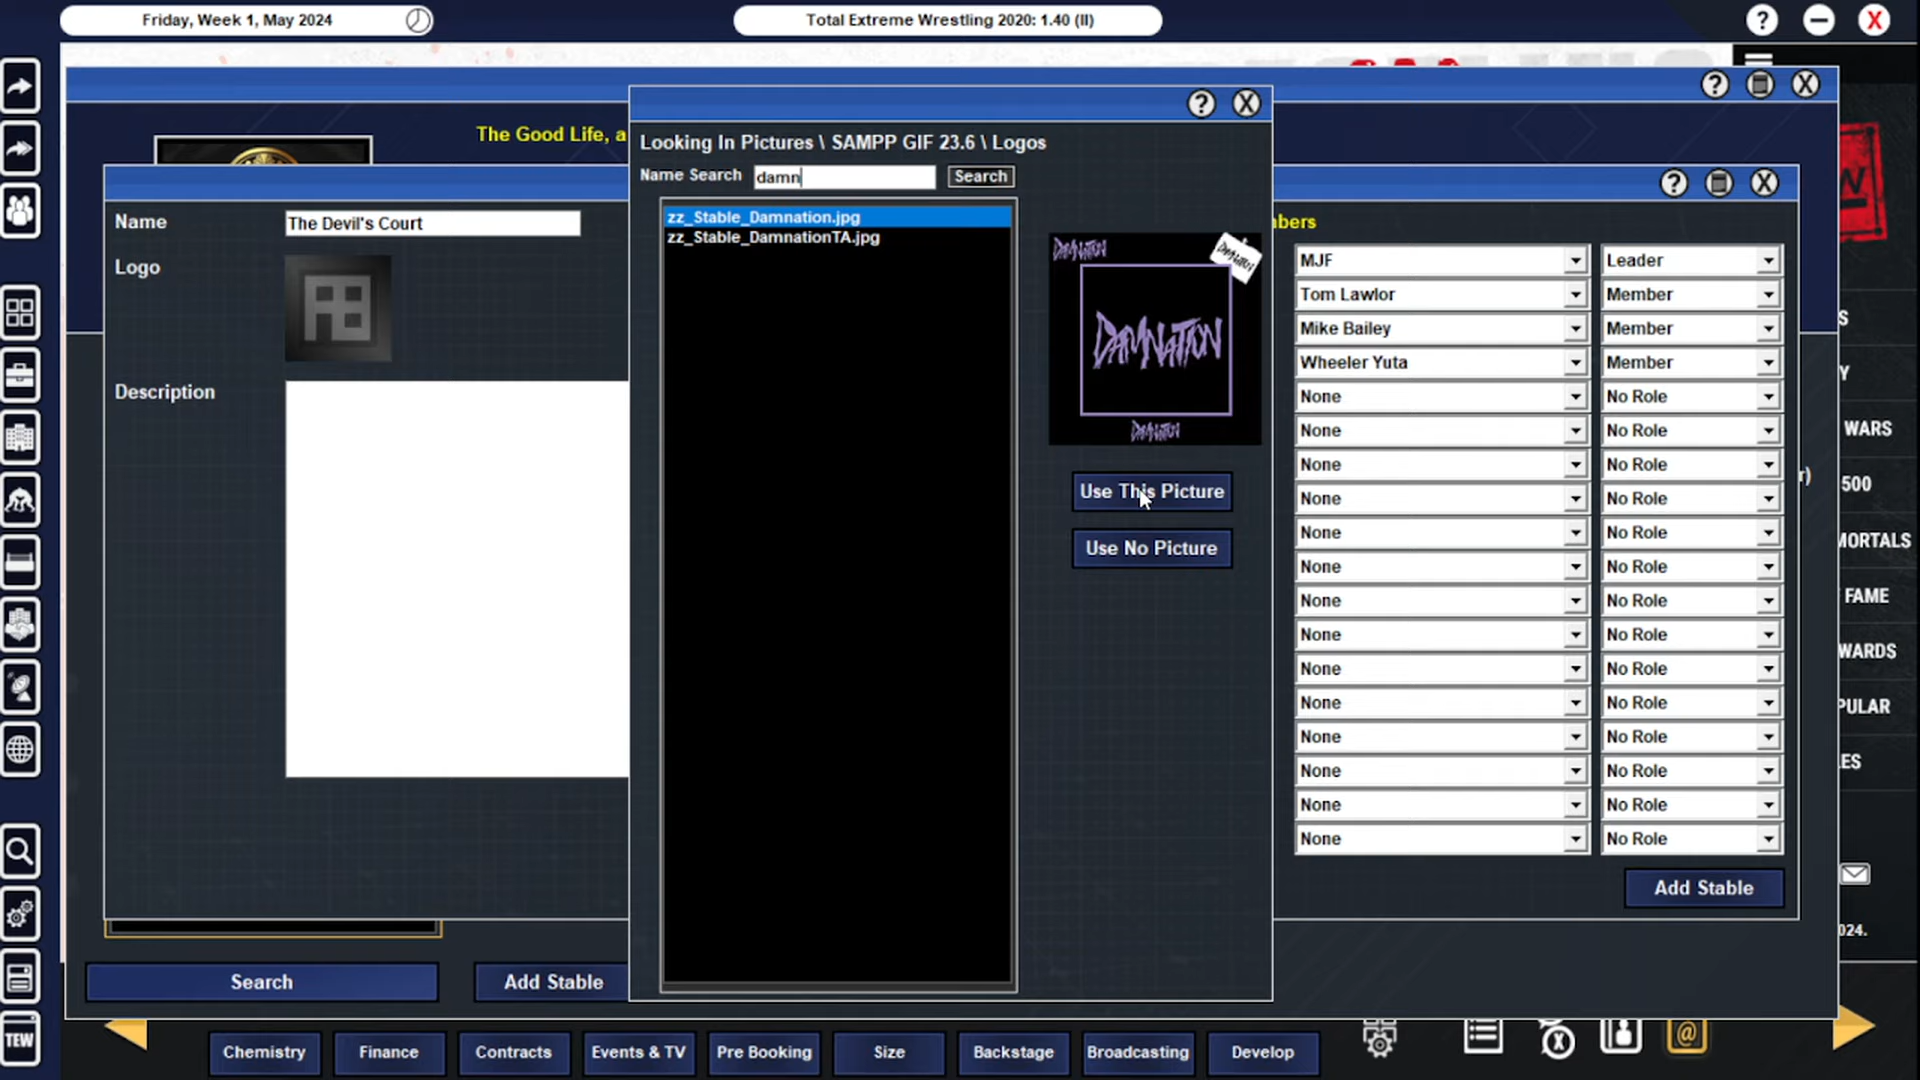 Friday, Week 1, May 2024
Total Extreme Wrestling 2020: 1.40 (II)
?
X
?
X
The Good Life, a
? X
Looking In Pictures \ SAMPP GIF 23.6 \ Logos
Name Search damn Search
zz_Stable_Damnation.jpg
zz_Stable_DamnationTA.jpg
DAMNATION
DAMNATION
DAMNATION
DAMNATION
Use This Picture
Use No Picture
? X
Name The Devil's Court
Logo
Description
nbers
MJF Leader
Tom Lawlor Member
Mike Bailey Member
Wheeler Yuta Member
None No Role
None No Role
None No Role
None No Role
None No Role
None No Role
None No Role
None No Role
None No Role
None No Role
None No Role
None No Role
None No Role
None No Role
Add Stable
S
Y
WARS
r) 500
MORTALS
FAME
WARDS
PULAR
ES
024.
Search
Add Stable
TEW
Chemistry
Finance
Contracts
Events & TV
Pre Booking
Size
Backstage
Broadcasting
Develop
X
@